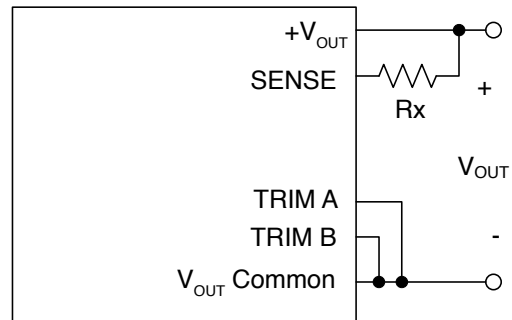 +VOUT
SENSE
Rx
+
VOUT
TRIM A
TRIM B
-
VOUT Common